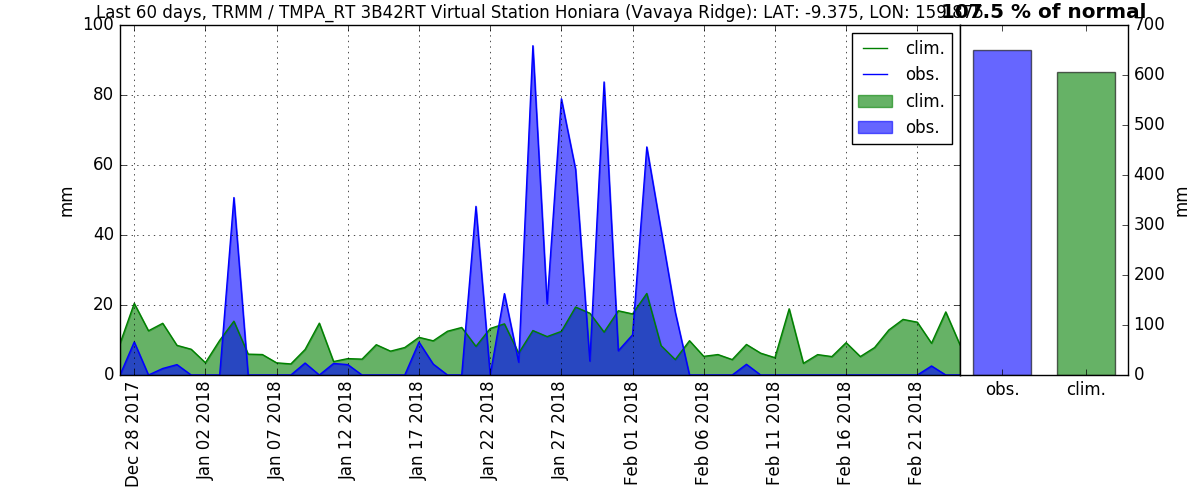 Last 60 days, TRMM / TMPA_RT 3B42RT Virtual Station Honiara (Vavaya Ridge): LAT: -9.375, LON: 159.875
107.5 % of normal
100
80
60
40
20
0
mm
clim.
obs.
clim.
obs.
Dec 28 2017
Jan 02 2018
Jan 07 2018
Jan 12 2018
Jan 17 2018
Jan 22 2018
Jan 27 2018
Feb 01 2018
Feb 06 2018
Feb 11 2018
Feb 16 2018
Feb 21 2018
700
600
500
400
300
200
100
0
mm
obs.
clim.